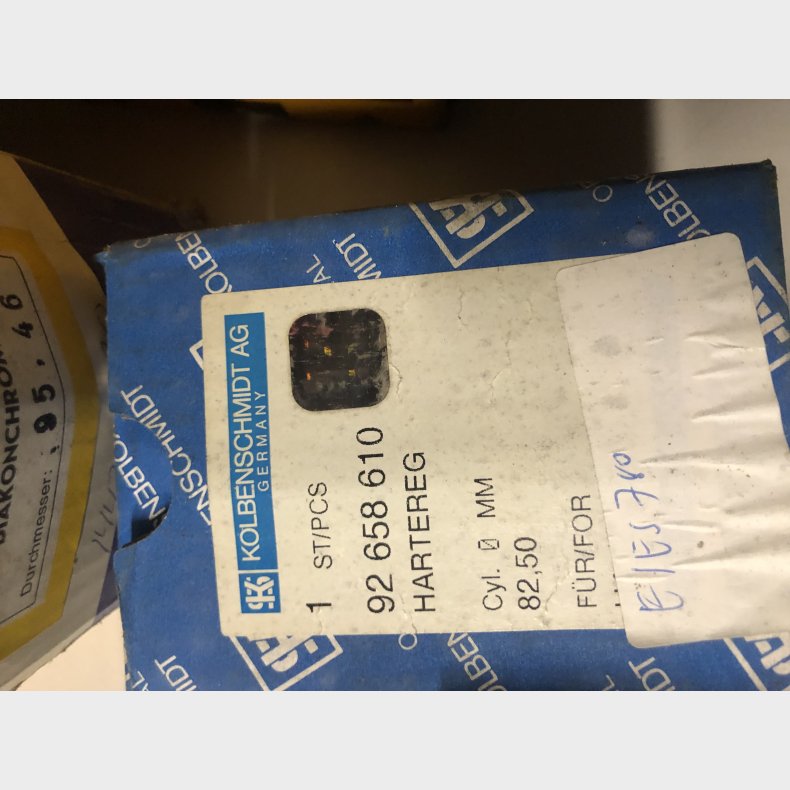 KOLBENSCHMIDT AG
GERMANY
1 ST/PCS
92 658 610
HARTEREG
Cyl. Ø MM
82,50
FÜR/FOR
Durchmesser:
95.46
KOLBENSCHMIDT